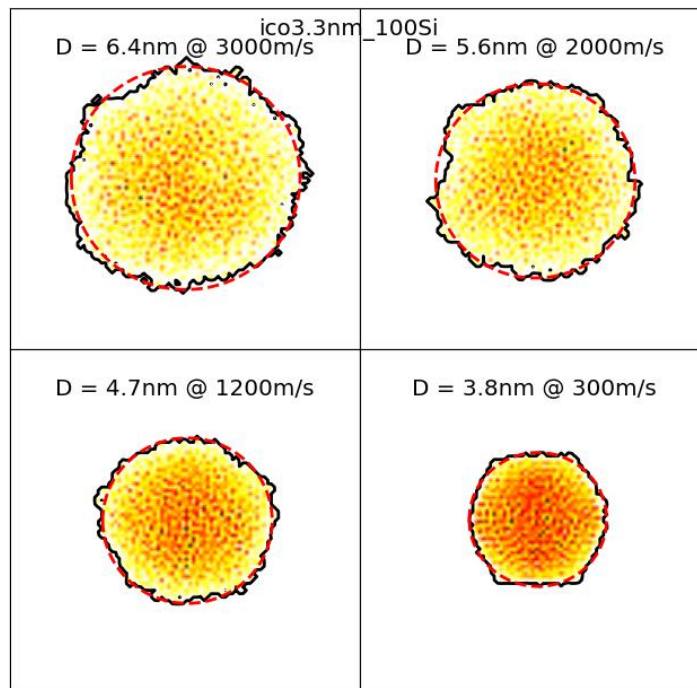 ico3.3nm_100Si
D = 6.4nm @ 3000m/s
D = 5.6nm @ 2000m/s
D = 4.7nm @ 1200m/s
D = 3.8nm @ 300m/s